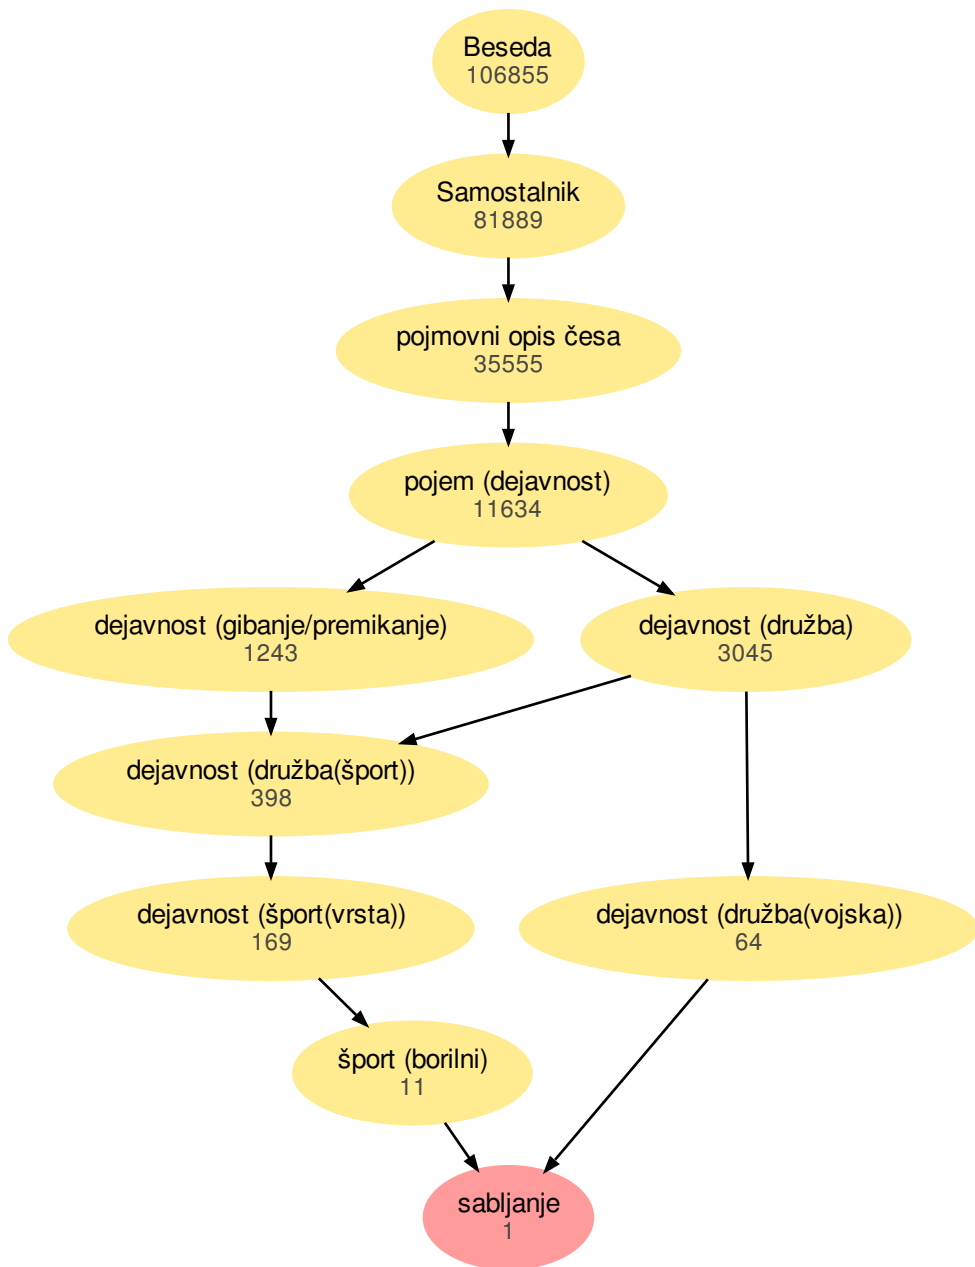 Beseda
106855
Samostalnik
81889
pojmovni opis česa
35555
pojem (dejavnost)
11634
dejavnost (gibanje/premikanje)
1243
dejavnost (družba)
3045
dejavnost (družba(šport))
398
dejavnost (šport(vrsta))
169
dejavnost (družba(vojska))
64
šport (borilni)
11
sabljanje
1